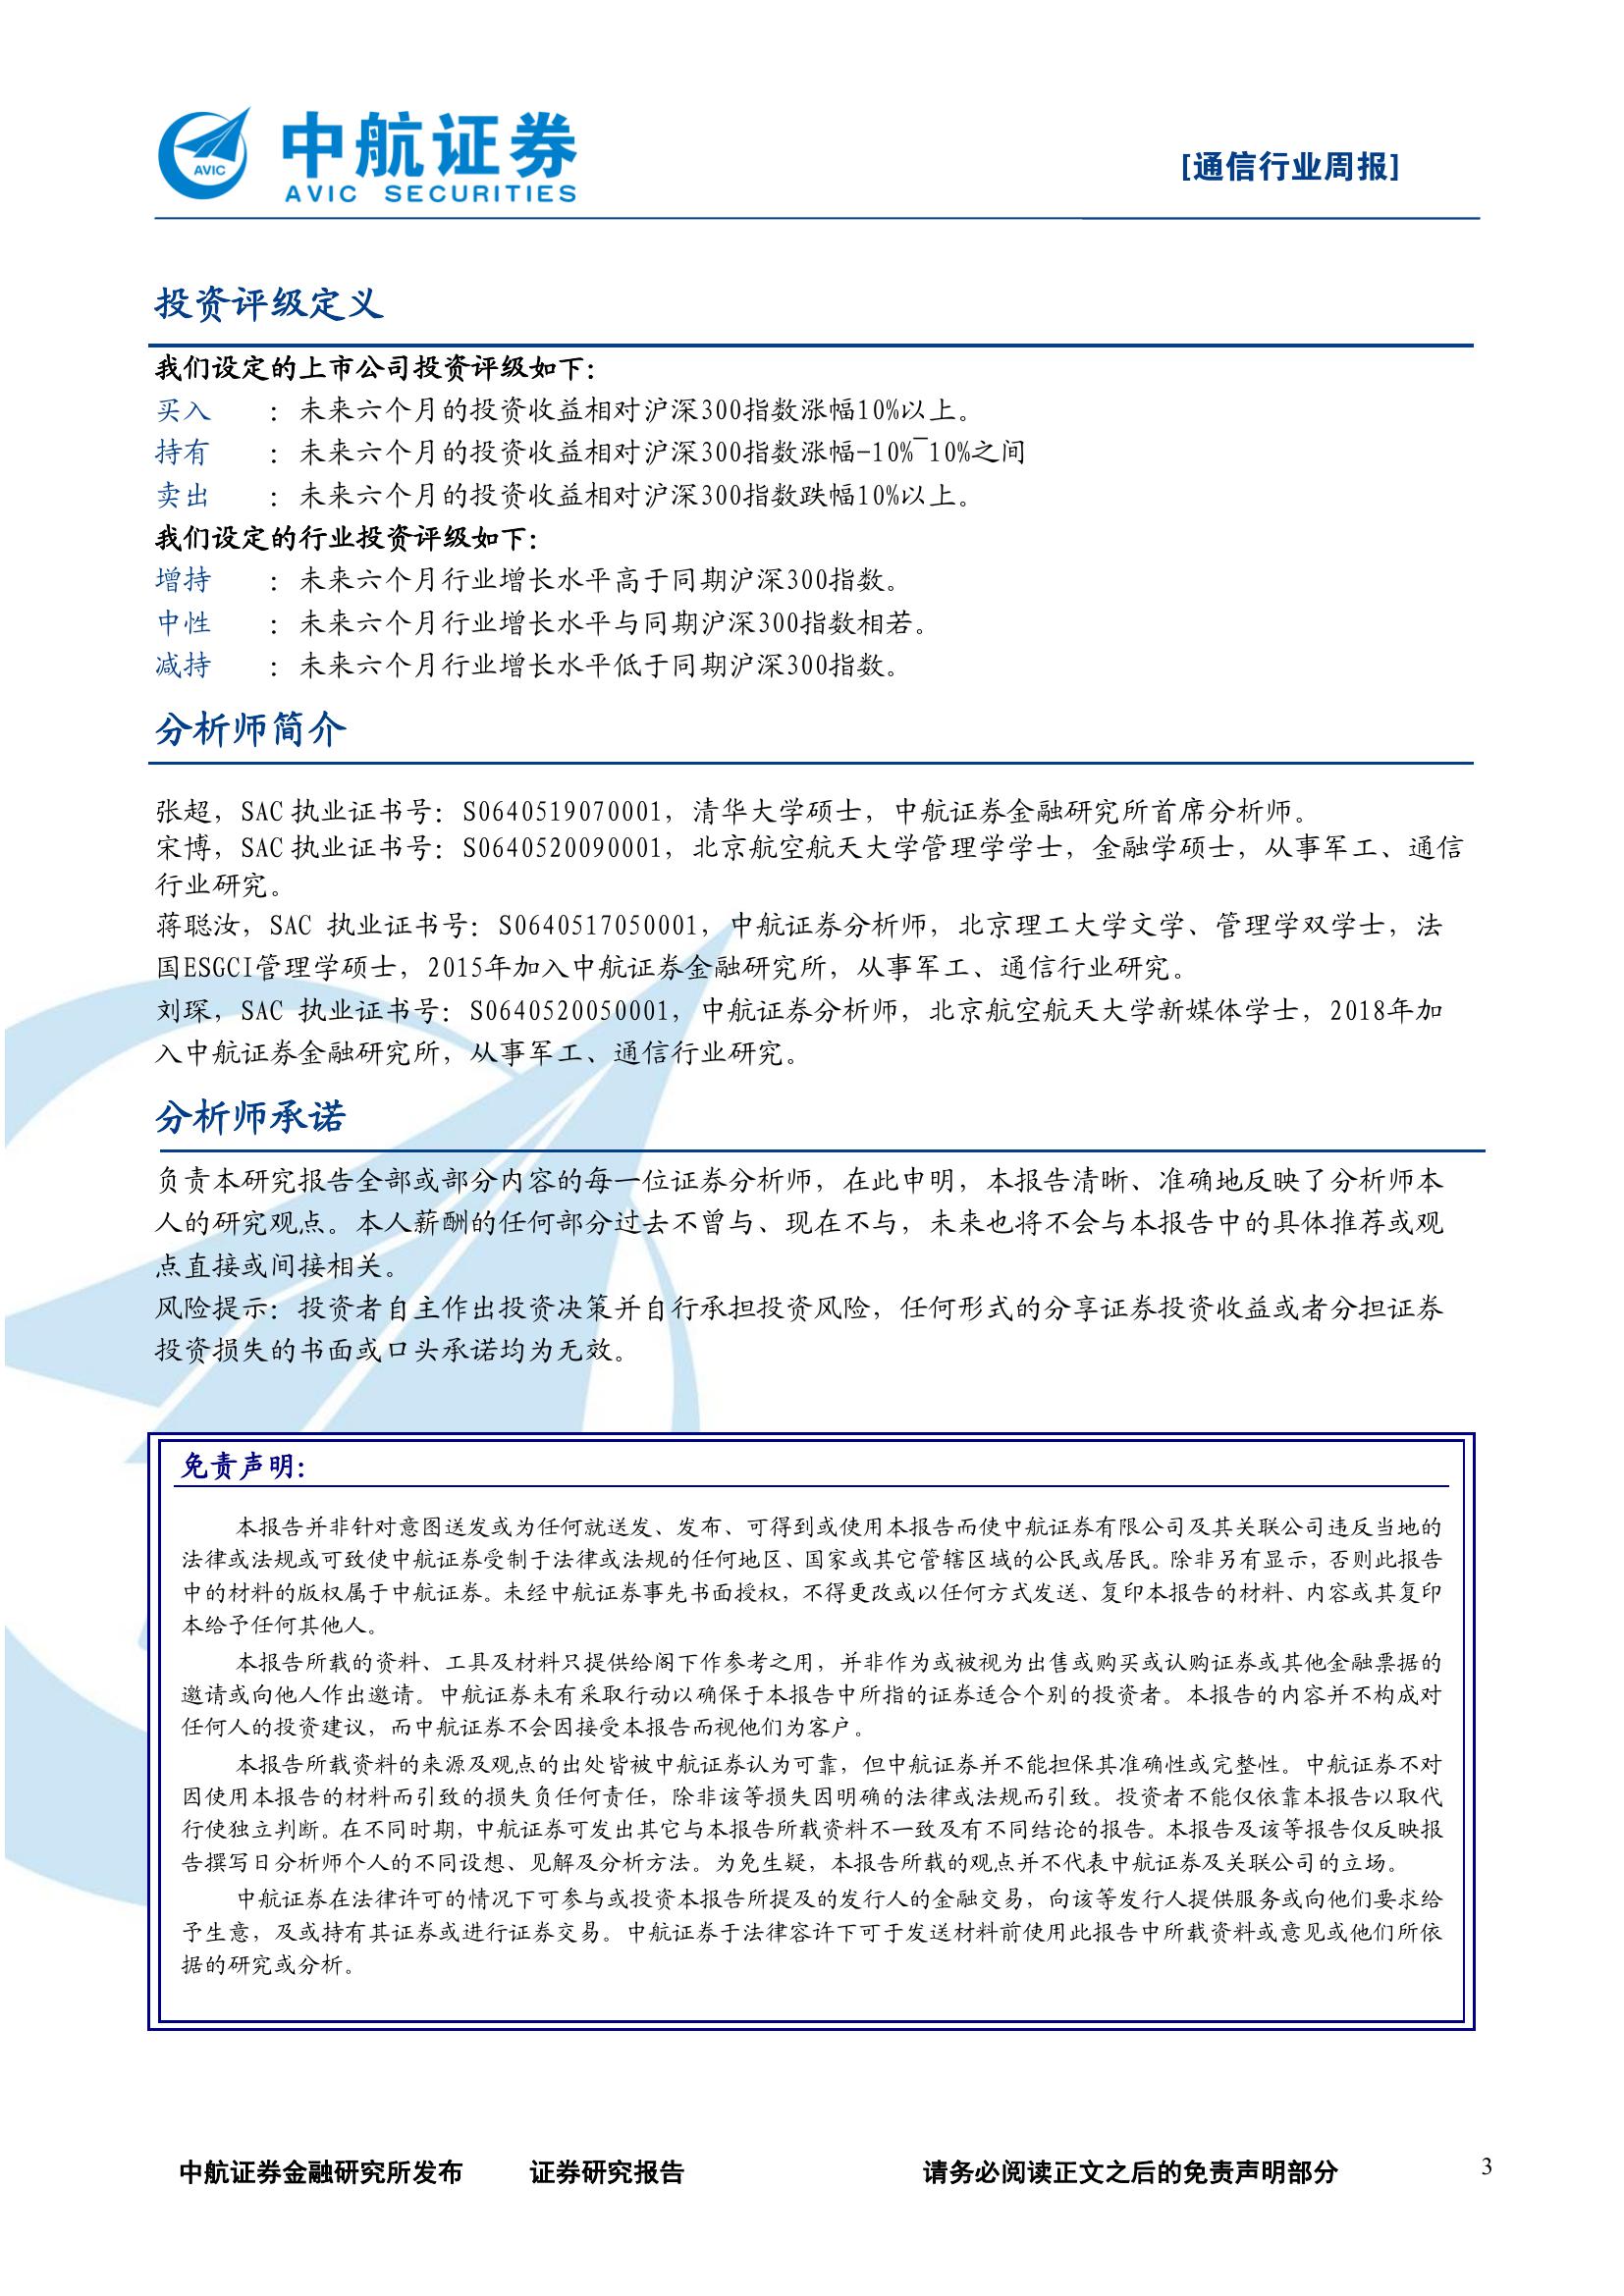 AVIC
中航证券
AVIC SECURITIES
[通信行业周报]
投资评级定义
我们设定的上市公司投资评级如下：
买入 ：未来六个月的投资收益相对沪深300指数涨幅10%以上。
持有 ：未来六个月的投资收益相对沪深300指数涨幅-10%~10%之间
卖出 ：未来六个月的投资收益相对沪深300指数跌幅10%以上。
我们设定的行业投资评级如下：
增持 ：未来六个月行业增长水平高于同期沪深300指数。
中性 ：未来六个月行业增长水平与同期沪深300指数相若。
减持 ：未来六个月行业增长水平低于同期沪深300指数。
分析师简介
张超，SAC 执业证书号：S0640519070001，清华大学硕士，中航证券金融研究所首席分析师。
宋博，SAC 执业证书号：S0640520090001，北京航空航天大学管理学学士，金融学硕士，从事军工、通信
行业研究。
蒋聪汝，SAC 执业证书号：S0640517050001，中航证券分析师，北京理工大学文学、管理学双学士，法
国ESGCI管理学硕士，2015年加入中航证券金融研究所，从事军工、通信行业研究。
刘琛，SAC 执业证书号：S0640520050001，中航证券分析师，北京航空航天大学新媒体学士，2018年加
入中航证券金融研究所，从事军工、通信行业研究。
分析师承诺
负责本研究报告全部或部分内容的每一位证券分析师，在此申明，本报告清晰、准确地反映了分析师本
人的研究观点。本人薪酬的任何部分过去不曾与、现在不与，未来也将不会与本报告中的具体推荐或观
点直接或间接相关。
风险提示：投资者自主作出投资决策并自行承担投资风险，任何形式的分享证券投资收益或者分担证券
投资损失的书面或口头承诺均为无效。
免责声明：
本报告并非针对意图送发或为任何就送发、发布、可得到或使用本报告而使中航证券有限公司及其关联公司违反当地的
法律或法规或可致使中航证券受制于法律或法规的任何地区、国家或其它管辖区域的公民或居民。除非另有显示，否则此报告
中的材料的版权属于中航证券。未经中航证券事先书面授权，不得更改或以任何方式发送、复印本报告的材料、内容或其复印
本给予任何其他人。
本报告所载的资料、工具及材料只提供给阁下作参考之用，并非作为或被视为出售或购买或认购证券或其他金融票据的
邀请或向他人作出邀请。中航证券未有采取行动以确保于本报告中所指的证券适合个别的投资者。本报告的内容并不构成对
任何人的投资建议，而中航证券不会因接受本报告而视他们为客户。
本报告所载资料的来源及观点的出处皆被中航证券认为可靠，但中航证券并不能担保其准确性或完整性。中航证券不对
因使用本报告的材料而引致的损失负任何责任，除非该等损失因明确的法律或法规而引致。投资者不能仅依靠本报告以取代
行使独立判断。在不同时期，中航证券可发出其它与本报告所载资料不一致及有不同结论的报告。本报告及该等报告仅反映报
告撰写日分析师个人的不同设想、见解及分析方法。为免生疑，本报告所载的观点并不代表中航证券及关联公司的立场。
中航证券在法律许可的情况下可参与或投资本报告所提及的发行人的金融交易，向该等发行人提供服务或向他们要求给
予生意，及或持有其证券或进行证券交易。中航证券于法律容许下可于发送材料前使用此报告中所载资料或意见或他们所依
据的研究或分析。
中航证券金融研究所发布 证券研究报告 请务必阅读正文之后的免责声明部分 3